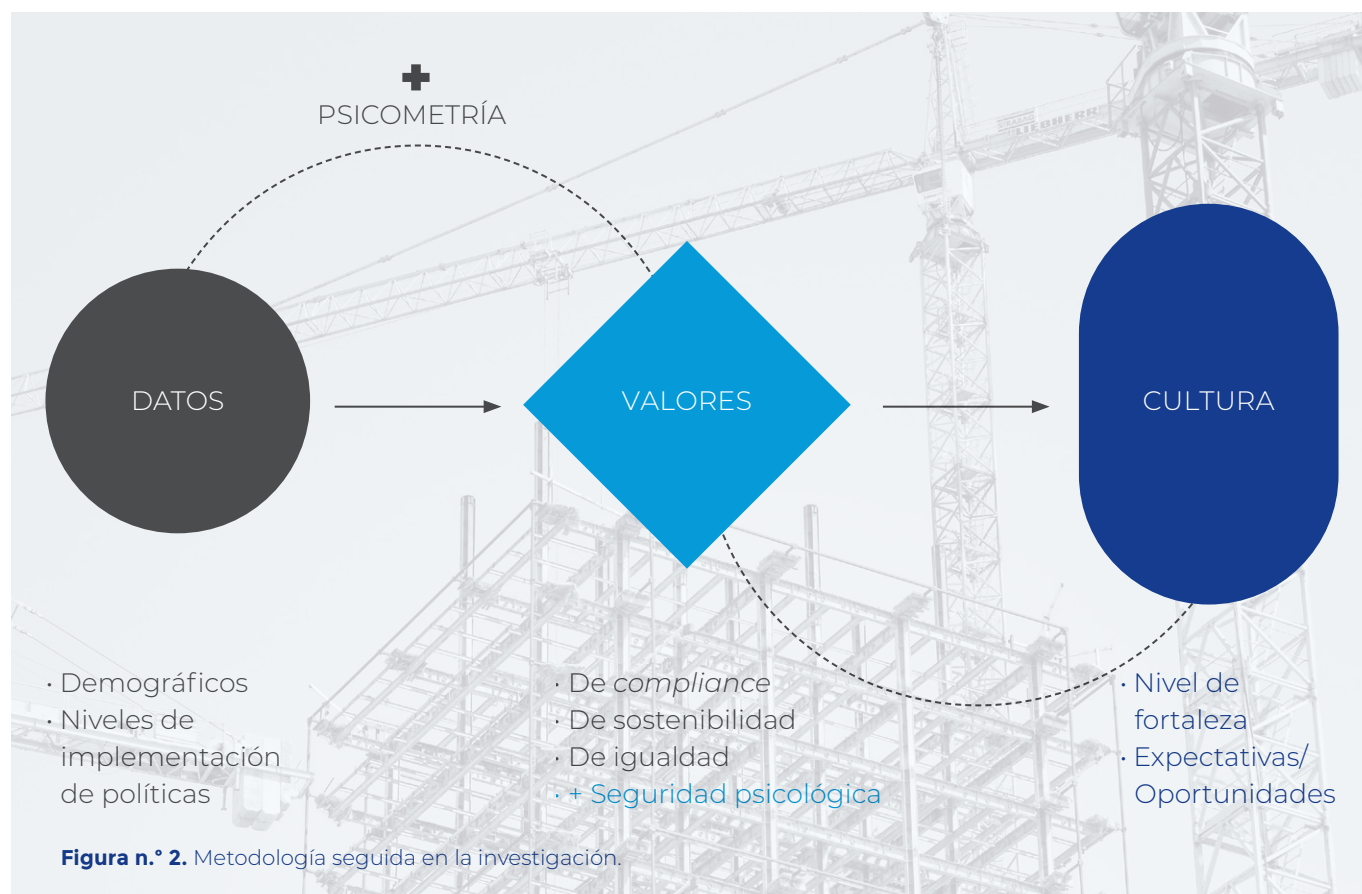 ✚
PSICOMETRÍA
DATOS
VALORES
CULTURA
· Demográficos
· Niveles de
implementación
de políticas
· De compliance
· De sostenibilidad
· De igualdad
· + Seguridad psicológica
· Nivel de
fortaleza
· Expectativas/
Oportunidades
Figura n.º 2. Metodología seguida en la investigación.
LIEBHERR